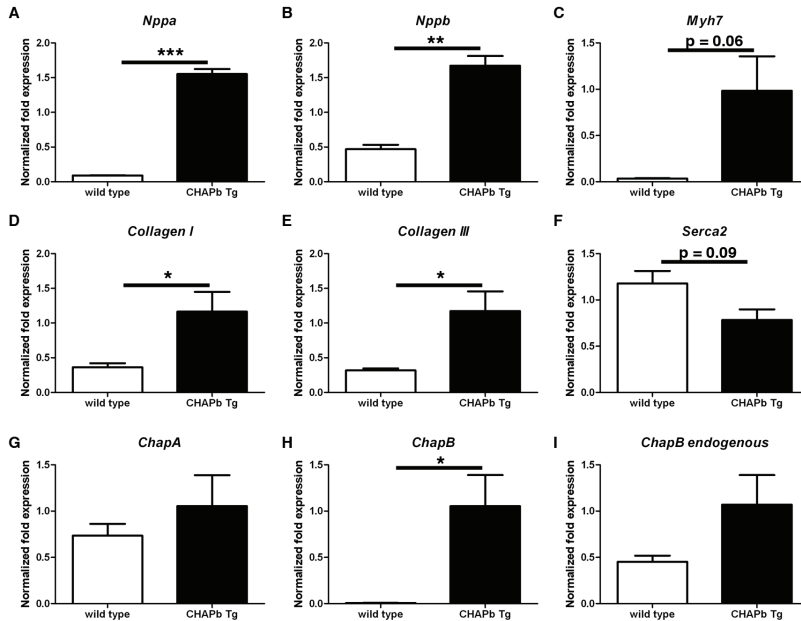 A
Nppa
Normalized fold expression
2.0
1.5
1.0
0.5
0.0
***
wild type
CHAPb Tg
B
Nppb
Normalized fold expression
2.0
1.5
1.0
0.5
0.0
**
wild type
CHAPb Tg
C
Myh7
Normalized fold expression
1.5
1.0
0.5
0.0
p = 0.06
wild type
CHAPb Tg
D
Collagen I
Normalized fold expression
2.0
1.5
1.0
0.5
0.0
*
wild type
CHAPb Tg
E
Collagen III
Normalized fold expression
2.0
1.5
1.0
0.5
0.0
*
wild type
CHAPb Tg
F
Serca2
Normalized fold expression
1.5
1.0
0.5
0.0
p = 0.09
wild type
CHAPb Tg
G
ChapA
Normalized fold expression
1.5
1.0
0.5
0.0
wild type
CHAPb Tg
H
ChapB
Normalized fold expression
1.5
1.0
0.5
0.0
*
wild type
CHAPb Tg
I
ChapB endogenous
Normalized fold expression
1.5
1.0
0.5
0.0
wild type
CHAPb Tg